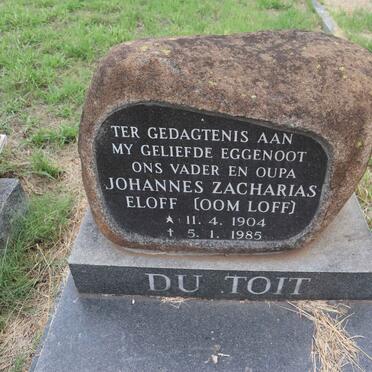 TER GEDAGTENIS AAN
MY GELIEFDE EGGENOOT
ONS VADER EN OUPA
JOHANNES ZACHARIAS
ELOFF (OOM LOFF)
* 11. 4. 1904
† 5. 1. 1985
DU TOIT